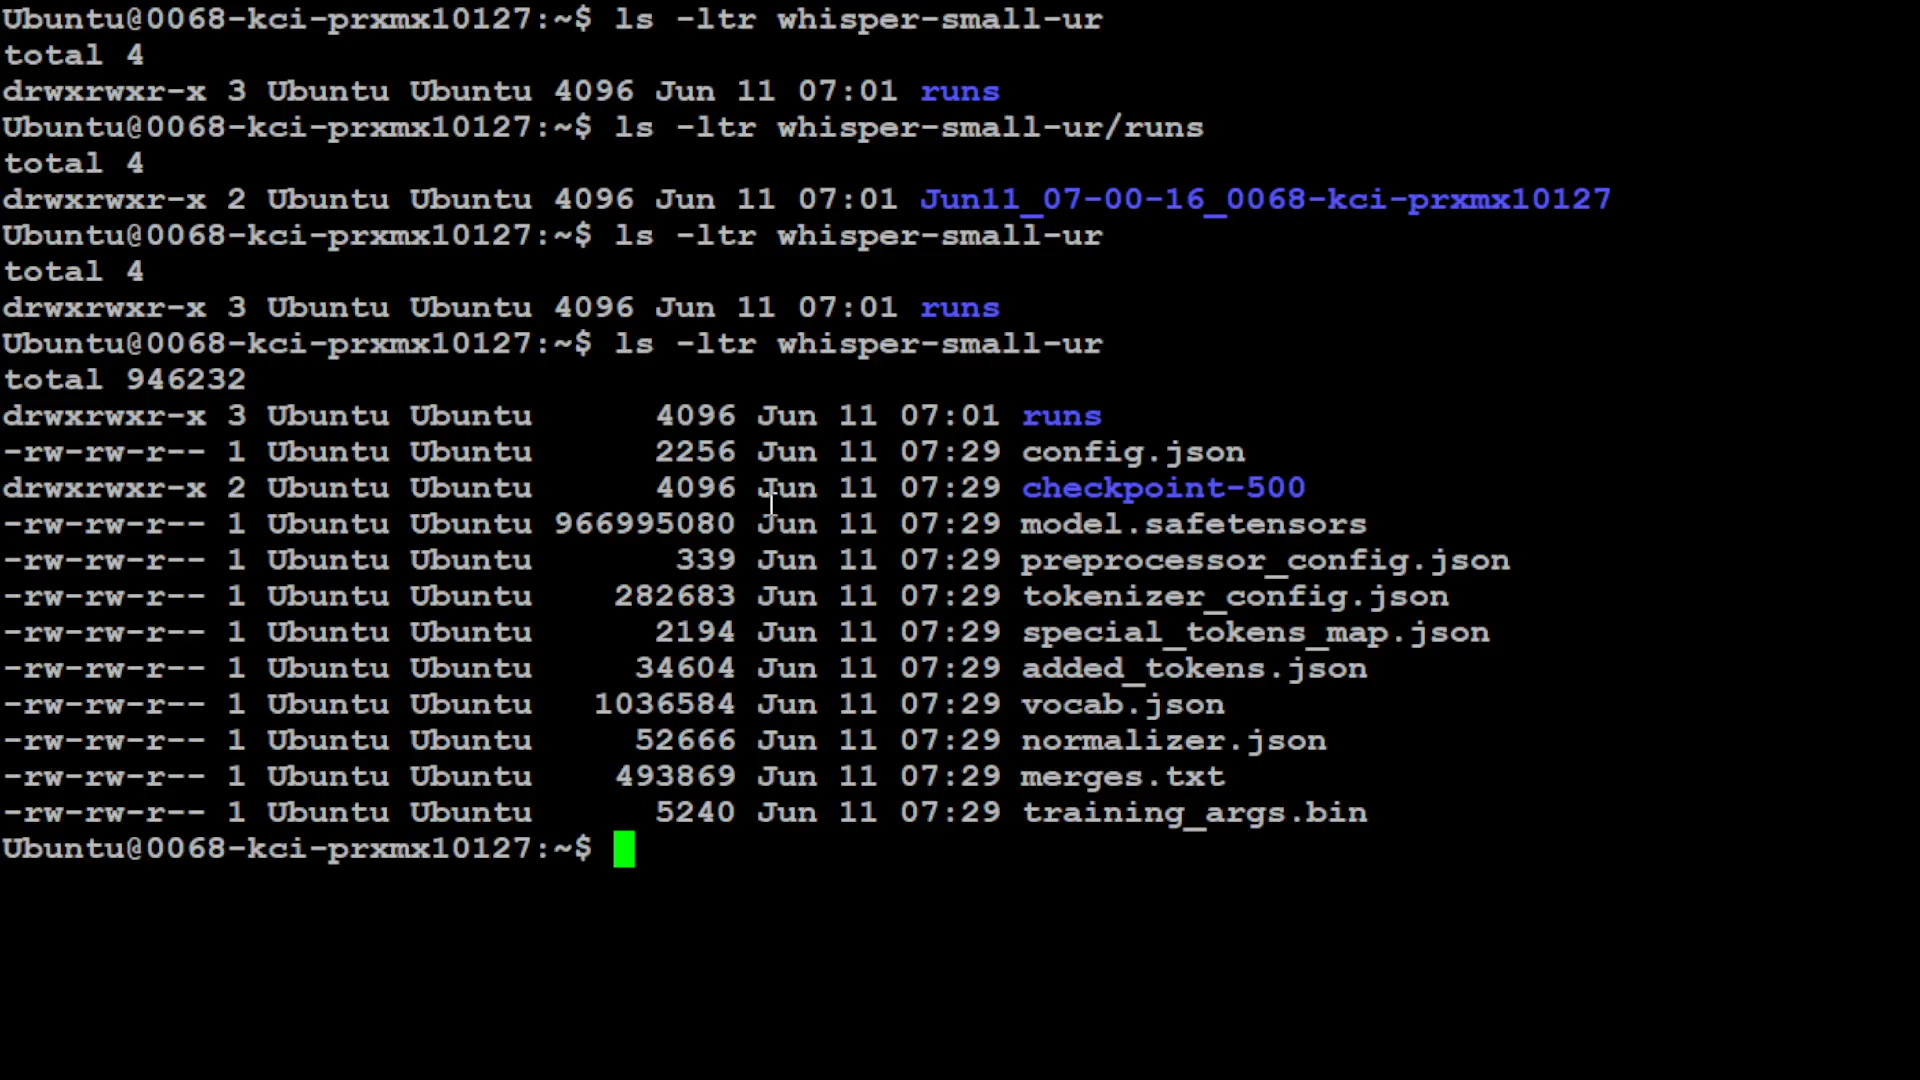 Ubuntu@0068-kci-prxmx10127:~$ ls -ltr whisper-small-ur
total 4
drwxrwxr-x 3 Ubuntu Ubuntu 4096 Jun 11 07:01 runs
Ubuntu@0068-kci-prxmx10127:~$ ls -ltr whisper-small-ur/runs
total 4
drwxrwxr-x 2 Ubuntu Ubuntu 4096 Jun 11 07:01 Jun11_07-00-16_0068-kci-prxmx10127
Ubuntu@0068-kci-prxmx10127:~$ ls -ltr whisper-small-ur
total 4
drwxrwxr-x 3 Ubuntu Ubuntu 4096 Jun 11 07:01 runs
Ubuntu@0068-kci-prxmx10127:~$ ls -ltr whisper-small-ur
total 946232
drwxrwxr-x 3 Ubuntu Ubuntu      4096 Jun 11 07:01 runs
-rw-rw-r-- 1 Ubuntu Ubuntu      2256 Jun 11 07:29 config.json
drwxrwxr-x 2 Ubuntu Ubuntu      4096 Jun 11 07:29 checkpoint-500
-rw-rw-r-- 1 Ubuntu Ubuntu 966995080 Jun 11 07:29 model.safetensors
-rw-rw-r-- 1 Ubuntu Ubuntu       339 Jun 11 07:29 preprocessor_config.json
-rw-rw-r-- 1 Ubuntu Ubuntu    282683 Jun 11 07:29 tokenizer_config.json
-rw-rw-r-- 1 Ubuntu Ubuntu      2194 Jun 11 07:29 special_tokens_map.json
-rw-rw-r-- 1 Ubuntu Ubuntu     34604 Jun 11 07:29 added_tokens.json
-rw-rw-r-- 1 Ubuntu Ubuntu   1036584 Jun 11 07:29 vocab.json
-rw-rw-r-- 1 Ubuntu Ubuntu     52666 Jun 11 07:29 normalizer.json
-rw-rw-r-- 1 Ubuntu Ubuntu    493869 Jun 11 07:29 merges.txt
-rw-rw-r-- 1 Ubuntu Ubuntu      5240 Jun 11 07:29 training_args.bin
Ubuntu@0068-kci-prxmx10127:~$